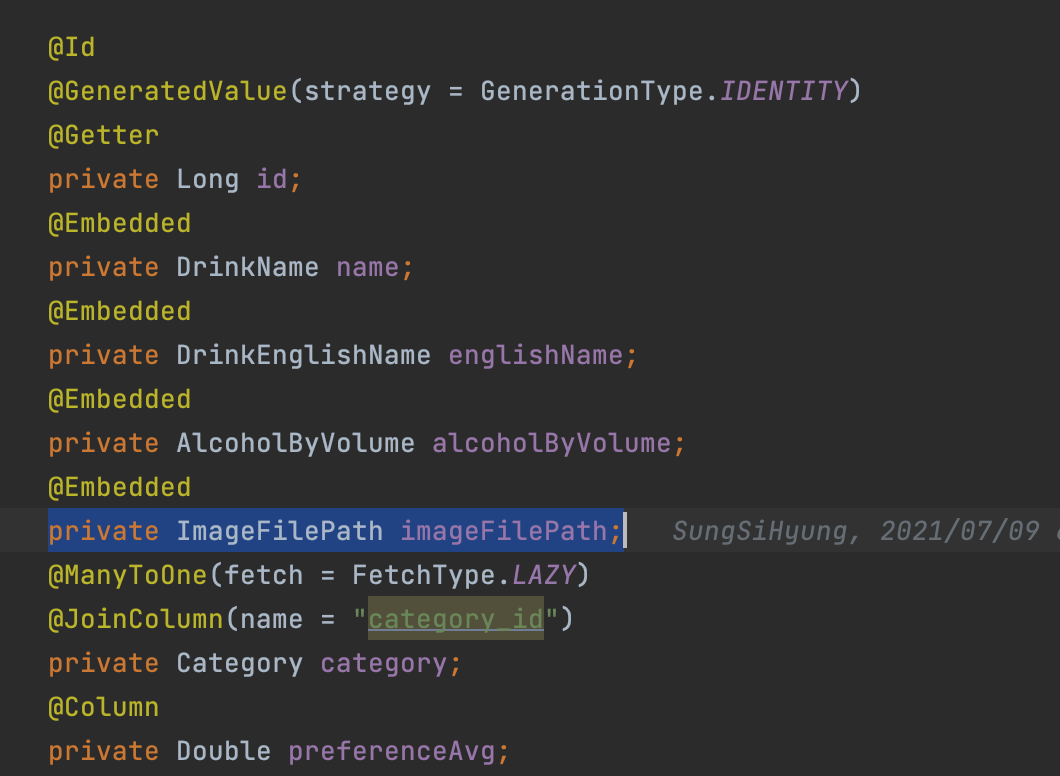 @Id
@GeneratedValue(strategy = GenerationType.IDENTITY)
@Getter
private Long id;
@Embedded
private DrinkName name;
@Embedded
private DrinkEnglishName englishName;
@Embedded
private AlcoholByVolume alcoholByVolume;
@Embedded
private ImageFilePath imageFilePath; SungSiHyung, 2021/07/09
@ManyToOne(fetch = FetchType.LAZY)
@JoinColumn(name = "category_id")
private Category category;
@Column
private Double preferenceAvg;